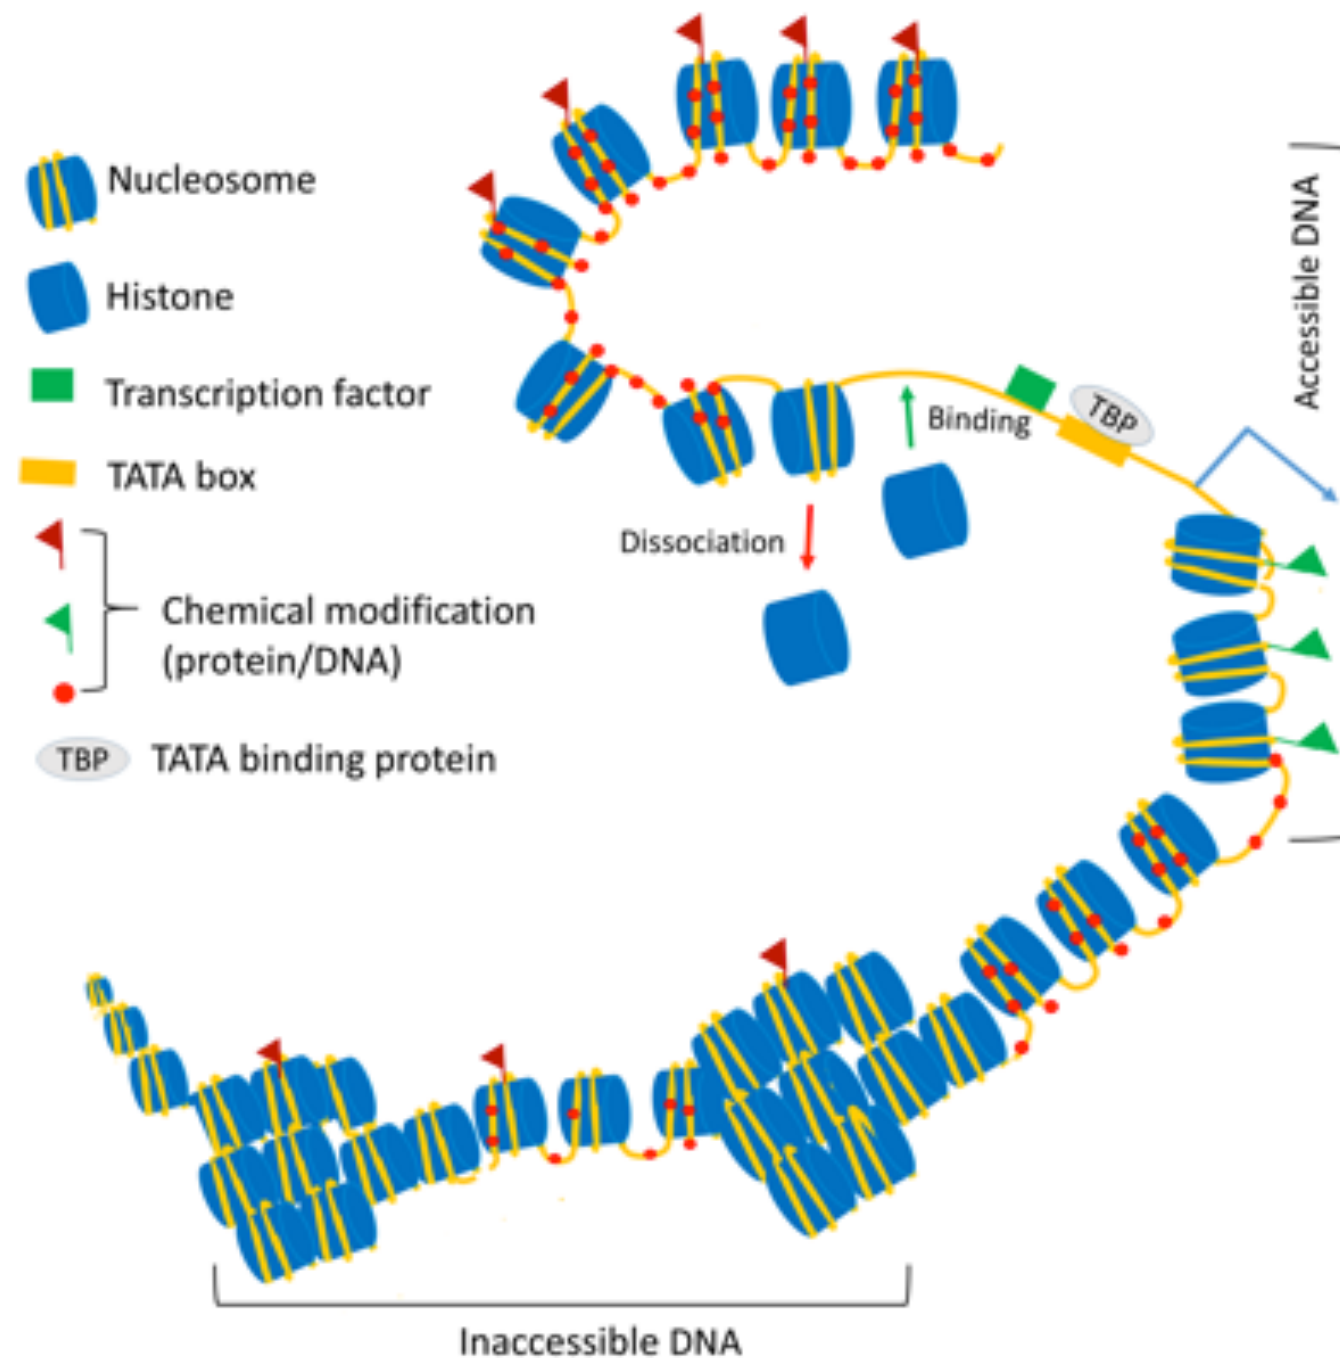 Nucleosome
Histone
Transcription factor
TATA box
Chemical modification
(protein/DNA)
TBP
TATA binding protein
Binding
TBP
Dissociation
Accessible DNA
Inaccessible DNA